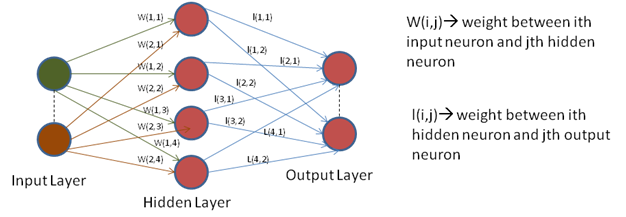 W(1,1)
W(2,1)
W(1,2)
W(2,2)
W(1,3)
W(2,3)
W(1,4)
W(2,4)
l(1,1)
l(1,2)
l(2,1)
l(2,2)
l(3,1)
l(3,2)
L(4,1)
L(4,2)
Input Layer
Hidden Layer
Output Layer
W(i,j)→ weight between ith
input neuron and jth hidden
neuron
l(i,j)→ weight between ith
hidden neuron and jth output
neuron